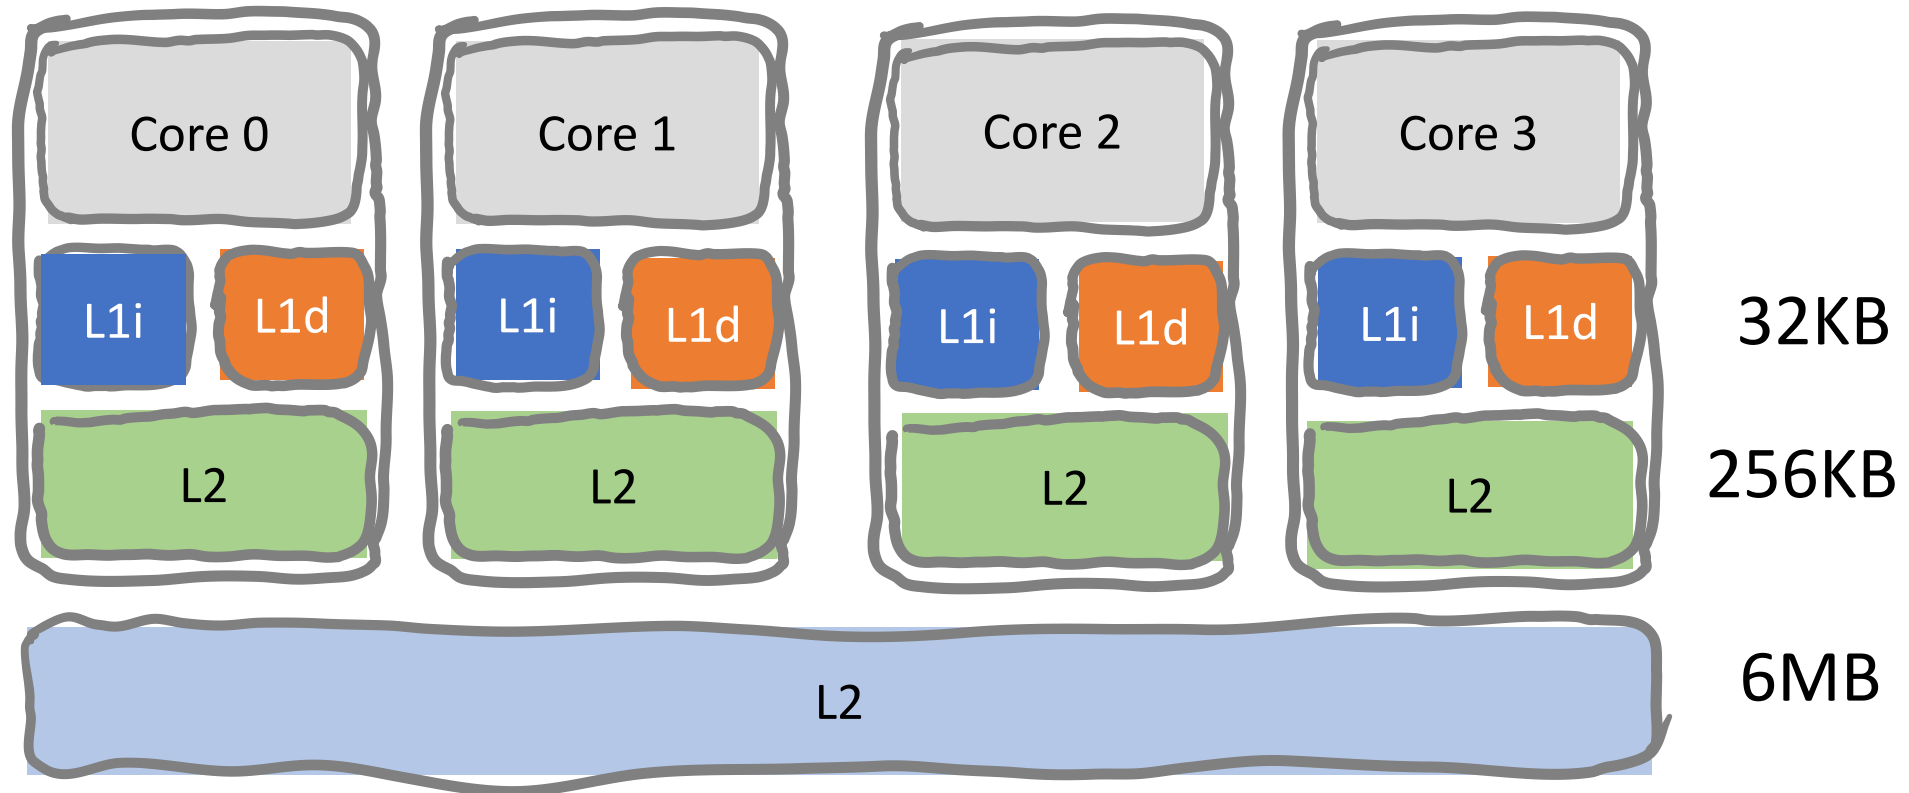 Core 0 Core 1 Core 2 Core 3
L1i L1d L1i L1d L1i L1d L1i L1d 32KB
L2 L2 L2 L2 256KB
L2 6MB